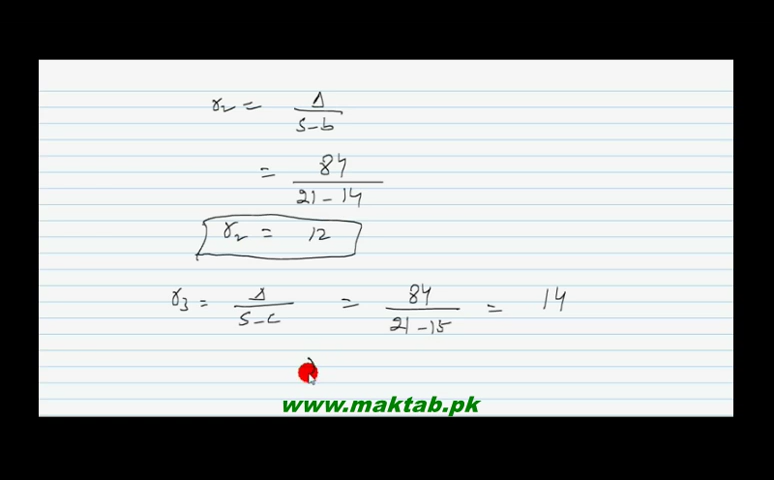 r₂ = Δ / s-b
= 84 / 21-14
r₂ = 12
r₃ = Δ / s-c = 84 / 21-15 = 14
www.maktab.pk